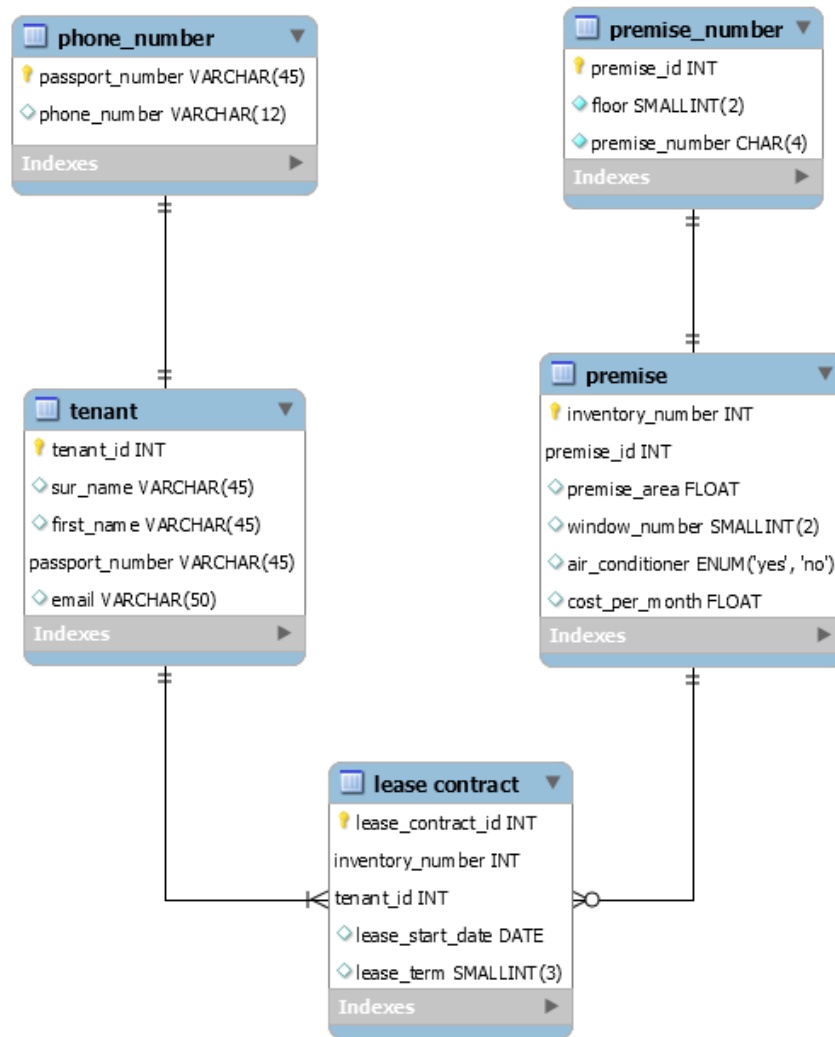 phone_number
passport_number VARCHAR(45)
phone_number VARCHAR(12)
Indexes
premise_number
premise_id INT
floor SMALLINT(2)
premise_number CHAR(4)
Indexes
tenant
tenant_id INT
sur_name VARCHAR(45)
first_name VARCHAR(45)
passport_number VARCHAR(45)
email VARCHAR(50)
Indexes
premise
inventory_number INT
premise_id INT
premise_area FLOAT
window_number SMALLINT(2)
air_conditioner ENUM('yes', 'no')
cost_per_month FLOAT
Indexes
lease contract
lease_contract_id INT
inventory_number INT
tenant_id INT
lease_start_date DATE
lease_term SMALLINT(3)
Indexes